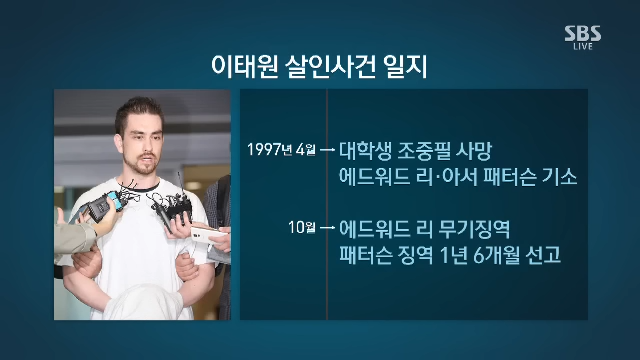 SBS
LIVE
이태원 살인사건 일지
1997년 4월 → 대학생 조중필 사망
에드워드 리·아서 패터슨 기소
10월 → 에드워드 리 무기징역
패터슨 징역 1년 6개월 선고